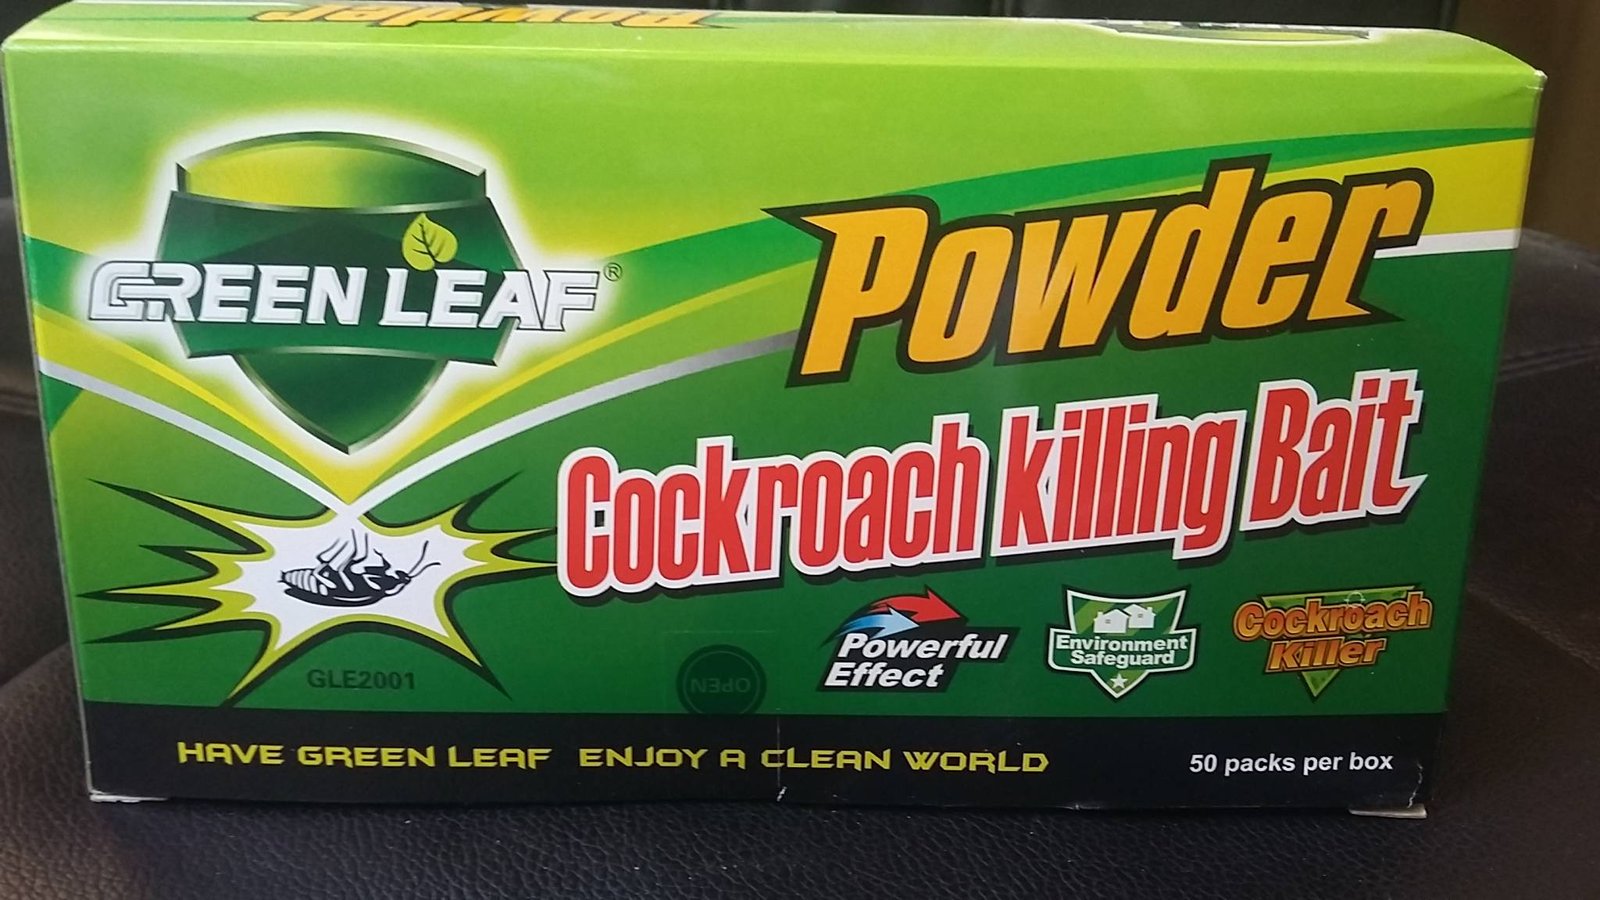 Powder
GREEN LEAF®
Powder
Cockroach killing Bait
Powerful
Effect
Environment
Safeguard
Cockroach
Killer
GLE2001
OPEN
HAVE GREEN LEAF ENJOY A CLEAN WORLD
50 packs per box